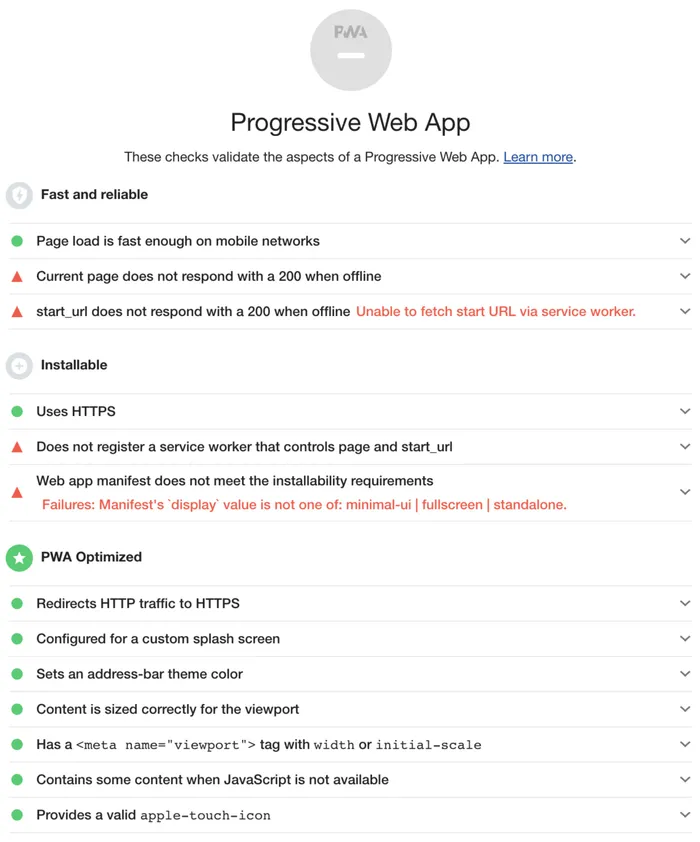 PWA
Progressive Web App
These checks validate the aspects of a Progressive Web App. Learn more.
Fast and reliable
Page load is fast enough on mobile networks
Current page does not respond with a 200 when offline
start_url does not respond with a 200 when offline Unable to fetch start URL via service worker.
Installable
Uses HTTPS
Does not register a service worker that controls page and start_url
Web app manifest does not meet the installability requirements
Failures: Manifest's `display` value is not one of: minimal-ui | fullscreen | standalone.
PWA Optimized
Redirects HTTP traffic to HTTPS
Configured for a custom splash screen
Sets an address-bar theme color
Content is sized correctly for the viewport
Has a <meta name="viewport"> tag with width or initial-scale
Contains some content when JavaScript is not available
Provides a valid apple-touch-icon